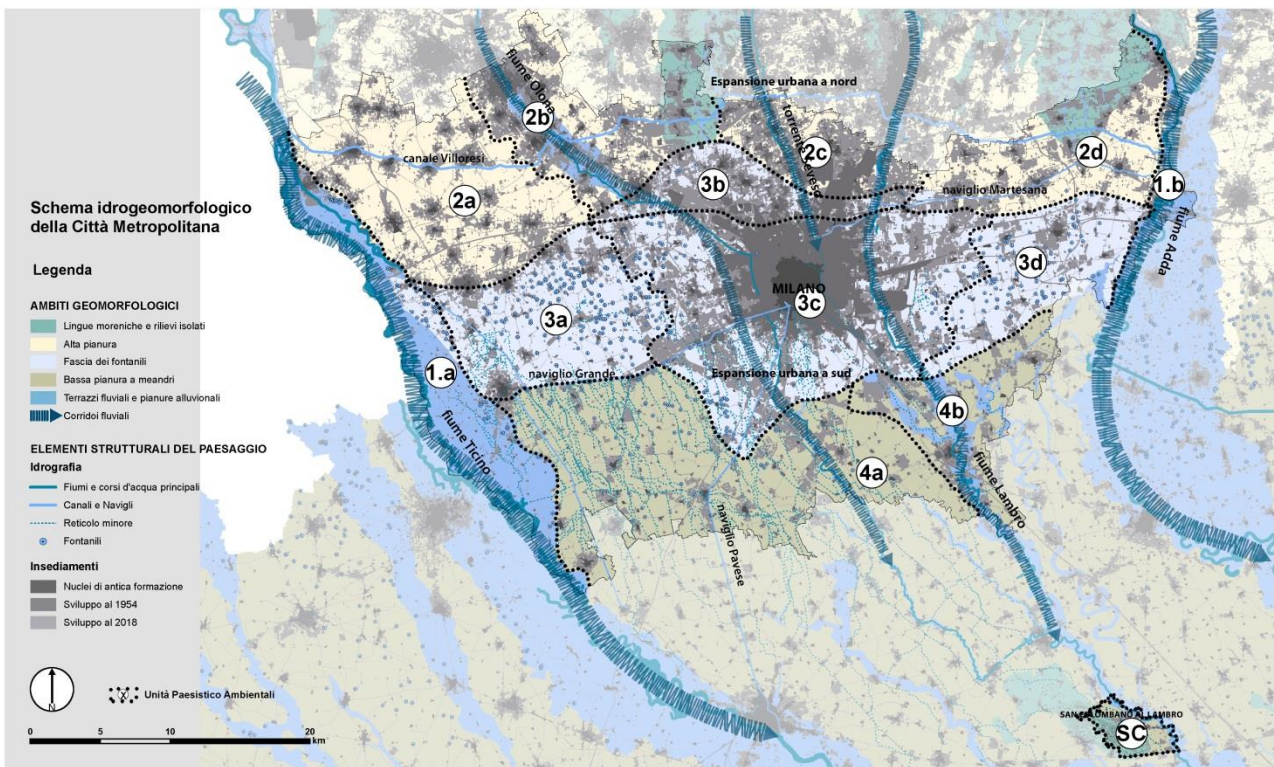 Schema idrogeomorfologico
della Città Metropolitana
Legenda
AMBITI GEOMORFOLOGICI
Lingue moreniche e rilievi isolati
Alta pianura
Fascia dei fontanili
Bassa pianura a meandri
Terrazzi fluviali e pianure alluvionali
Corridoi fluviali
ELEMENTI STRUTTURALI DEL PAESAGGIO
Idrografia
Fiumi e corsi d'acqua principali
Canali e Navigli
Reticolo minore
Fontanili
Insediamenti
Nuclei di antica formazione
Sviluppo al 1954
Sviluppo al 2018
N
Unità Paesistico Ambientali
0 5 10 20
km
fiume Olona
Espansione urbana a nord
2b
torrente Seveso
2c
2d
canale Villoresi
3b
naviglio Martesana
1.b
2a
fiume Adda
3d
MILANO
3c
3a
1.a
naviglio Grande
Espansione urbana a sud
4b
fiume Ticino
4a
fiume Lambro
naviglio Pavese
SAN COLOMBANO AL LAMBRO
SC